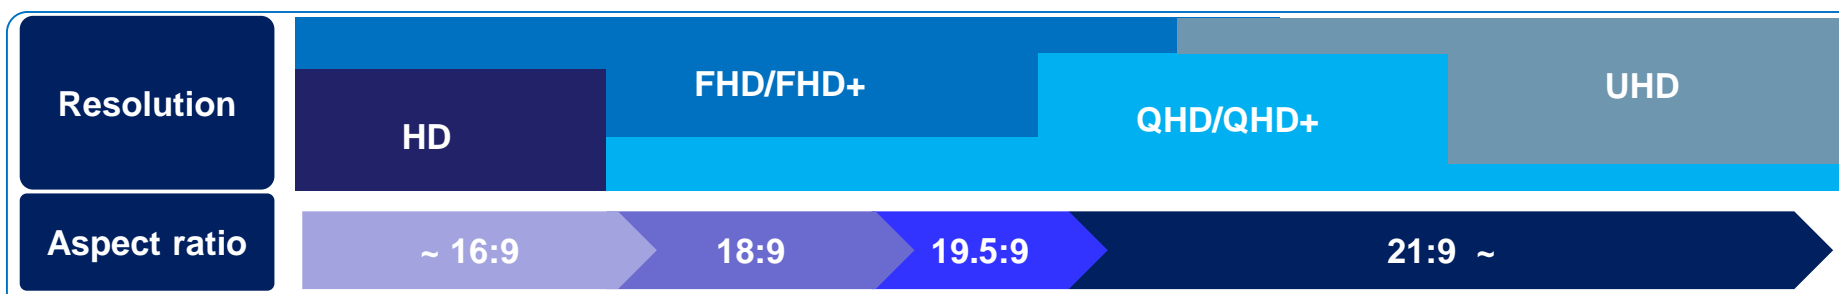 Resolution
HD
FHD/FHD+
QHD/QHD+
UHD
Aspect ratio
~ 16:9
18:9
19.5:9
21:9 ~